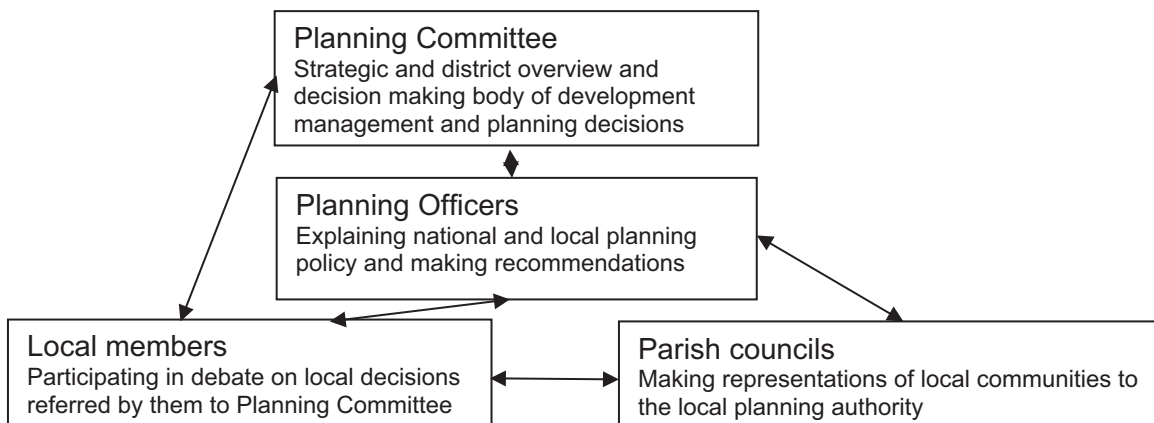 Planning Committee
Strategic and district overview and
decision making body of development
management and planning decisions
Planning Officers
Explaining national and local planning
policy and making recommendations
Local members
Participating in debate on local decisions
referred by them to Planning Committee
Parish councils
Making representations of local communities to
the local planning authority